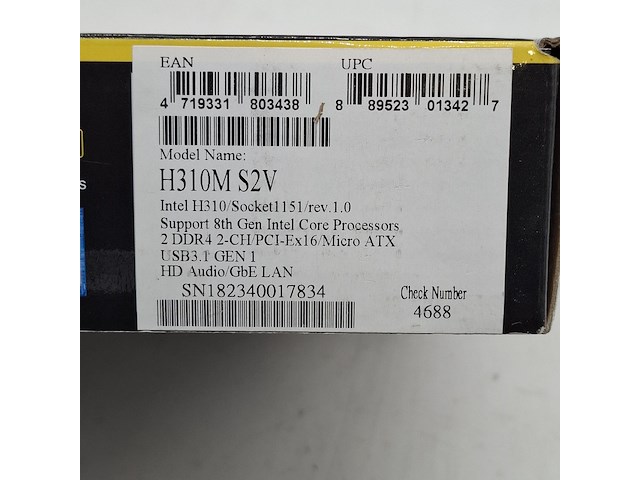 EAN UPC
4 719331 803438 8 89523 01342 7
Model Name:
H310M S2V
Intel H310/Socket1151/rev.1.0
Support 8th Gen Intel Core Processors
2 DDR4 2-CH/PCI-Ex16/Micro ATX
USB3.1 GEN 1
HD Audio/GbE LAN
SN182340017834
Check Number
4688